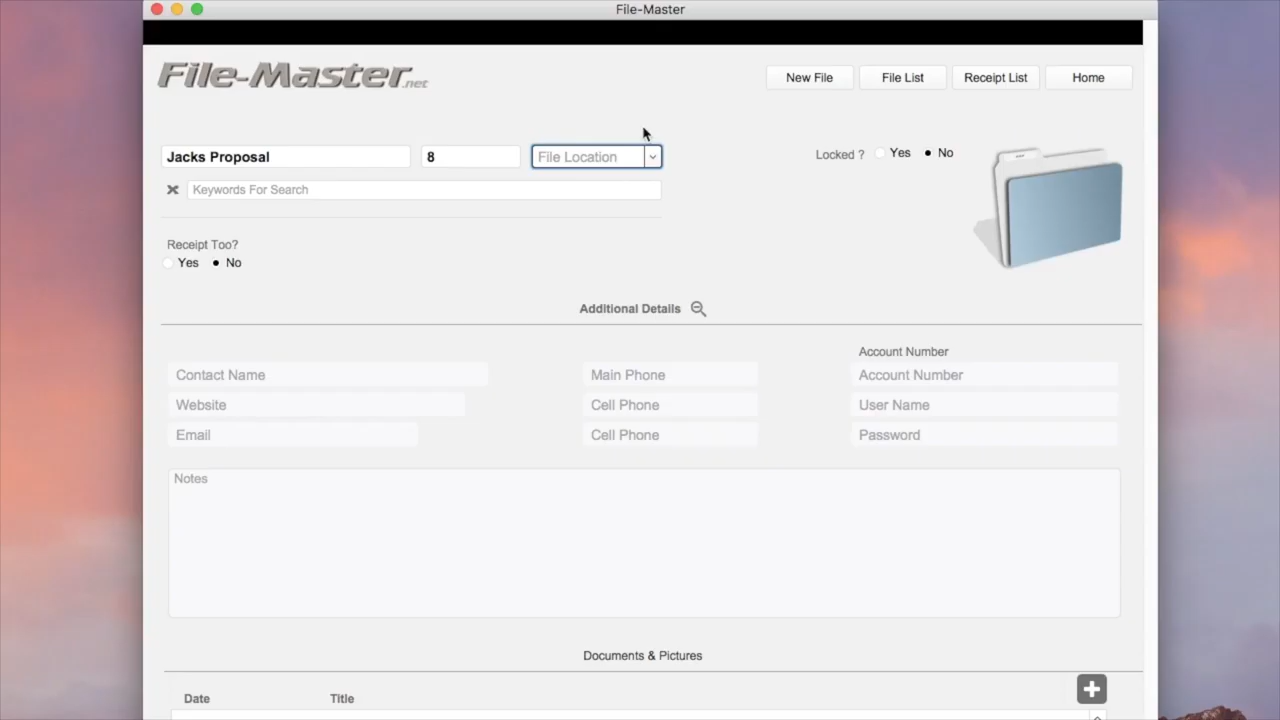 File-Master
File-Master.net
New File
File List
Receipt List
Home
Jacks Proposal
8
File Location
Locked ?
Yes
No
Keywords For Search
Receipt Too?
Yes
No
Additional Details
Account Number
Contact Name
Main Phone
Account Number
Website
Cell Phone
User Name
Email
Cell Phone
Password
Notes
Documents & Pictures
Date
Title